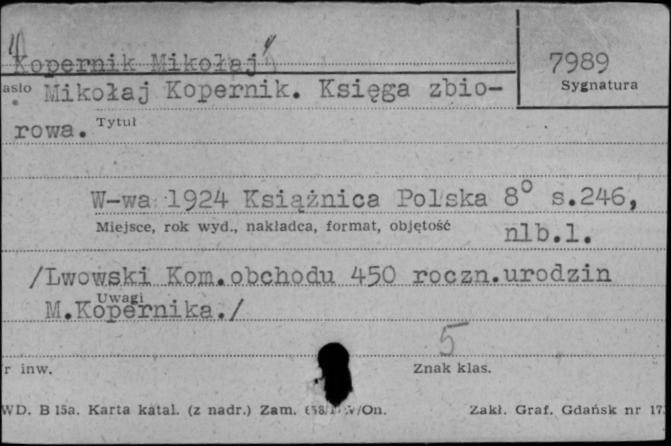 "Kopernik Mikołaj"
7989
asło Mikołaj Kopernik. Księga zbio-
Sygnatura
rowa. Tytuł
W-wa 1924 Książnica Polska 8° s.246,
Miejsce, rok wyd., nakładca, format, objętość
nlb.1.
/Lwowski Kom.obchodu 450 roczn.urodzin
Uwagi
M.Kopernika./
5
r inw.
Znak klas.
WD. B 15a. Karta katal. (z nadr.) Zam. /On.
Zakł. Graf. Gdańsk nr 17